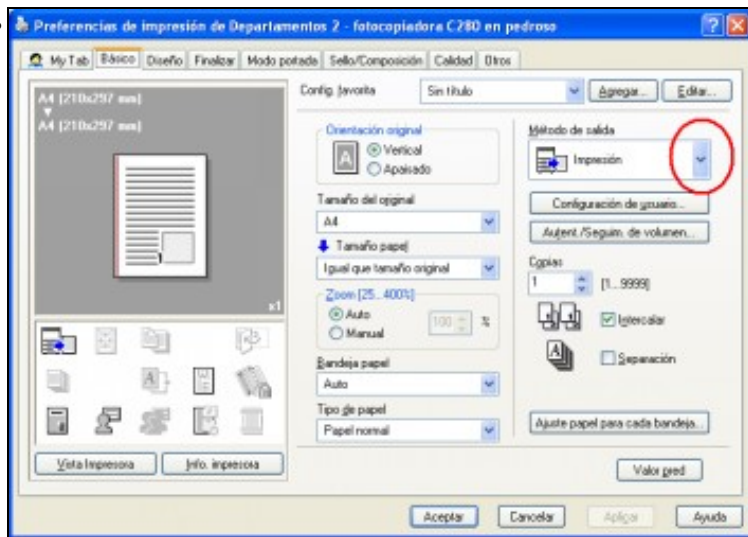 Preferencias de impresión de Departamentos 2 - fotocopiadora C280 en pedroso
My Tab Básico Diseño Finalizar Modo portada Sello/Composición Calidad Otros
A4 (210x297 mm)
A4 (210x297 mm)
x1
Vista Impresora Info. impresora
Config. favorita Sin título Agregar... Editar...
Orientación original
A Vertical
Apaisado
Tamaño del original
A4
Tamaño papel
Igual que tamaño original
Zoom [25...400%]
Auto
Manual
100 %
Bandeja papel
Auto
Tipo de papel
Papel normal
Método de salida
Impresión
Configuración de usuario...
Autent./Seguim. de volumen...
Copias
1 [1...9999]
Intercalar
Separación
Ajuste papel para cada bandeja...
Valor pred
Aceptar Cancelar Aplicar Ayuda